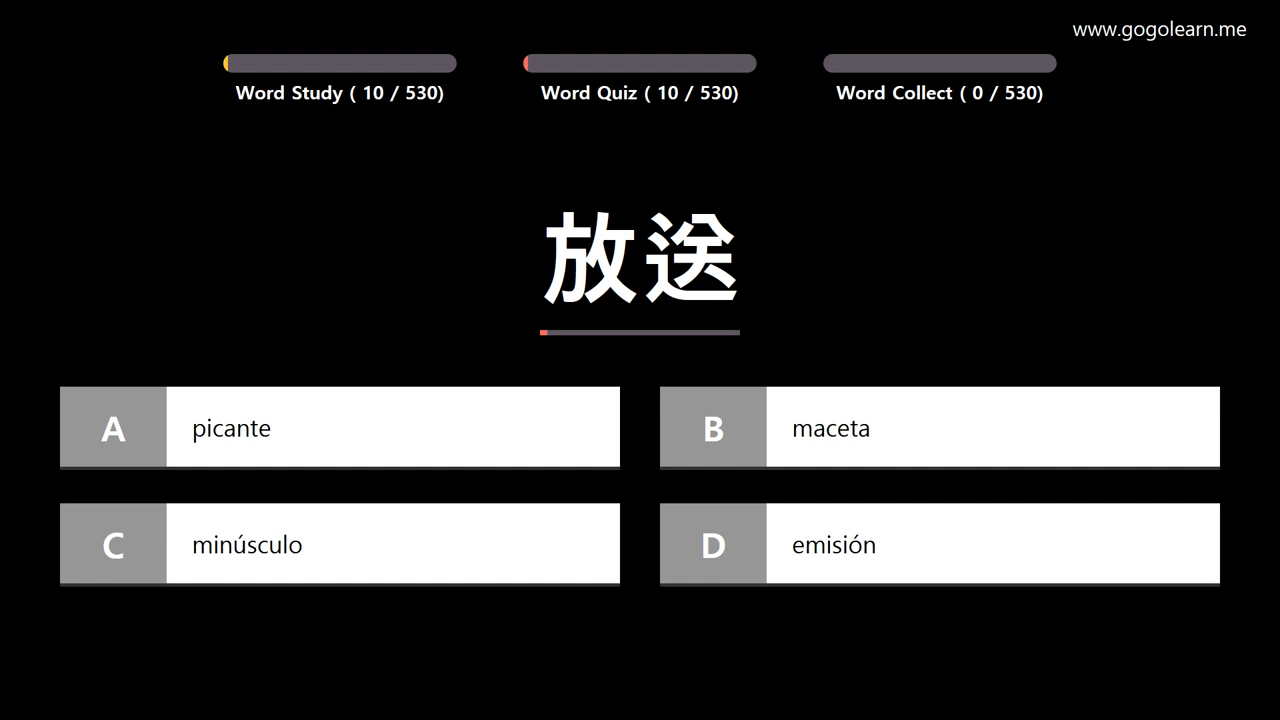 www.gogolearn.me
Word Study ( 10 / 530)
Word Quiz ( 10 / 530)
Word Collect ( 0 / 530)
放送
A picante
B maceta
C minúsculo
D emisión